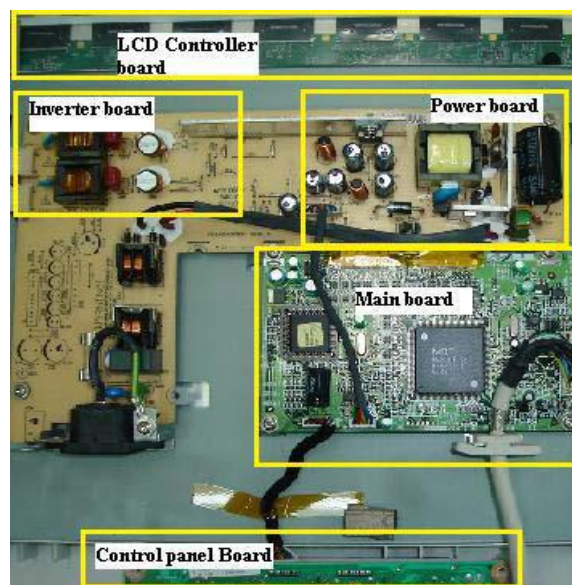 LCD Controller
board
Inverter board
Power board
Main board
Control panel Board